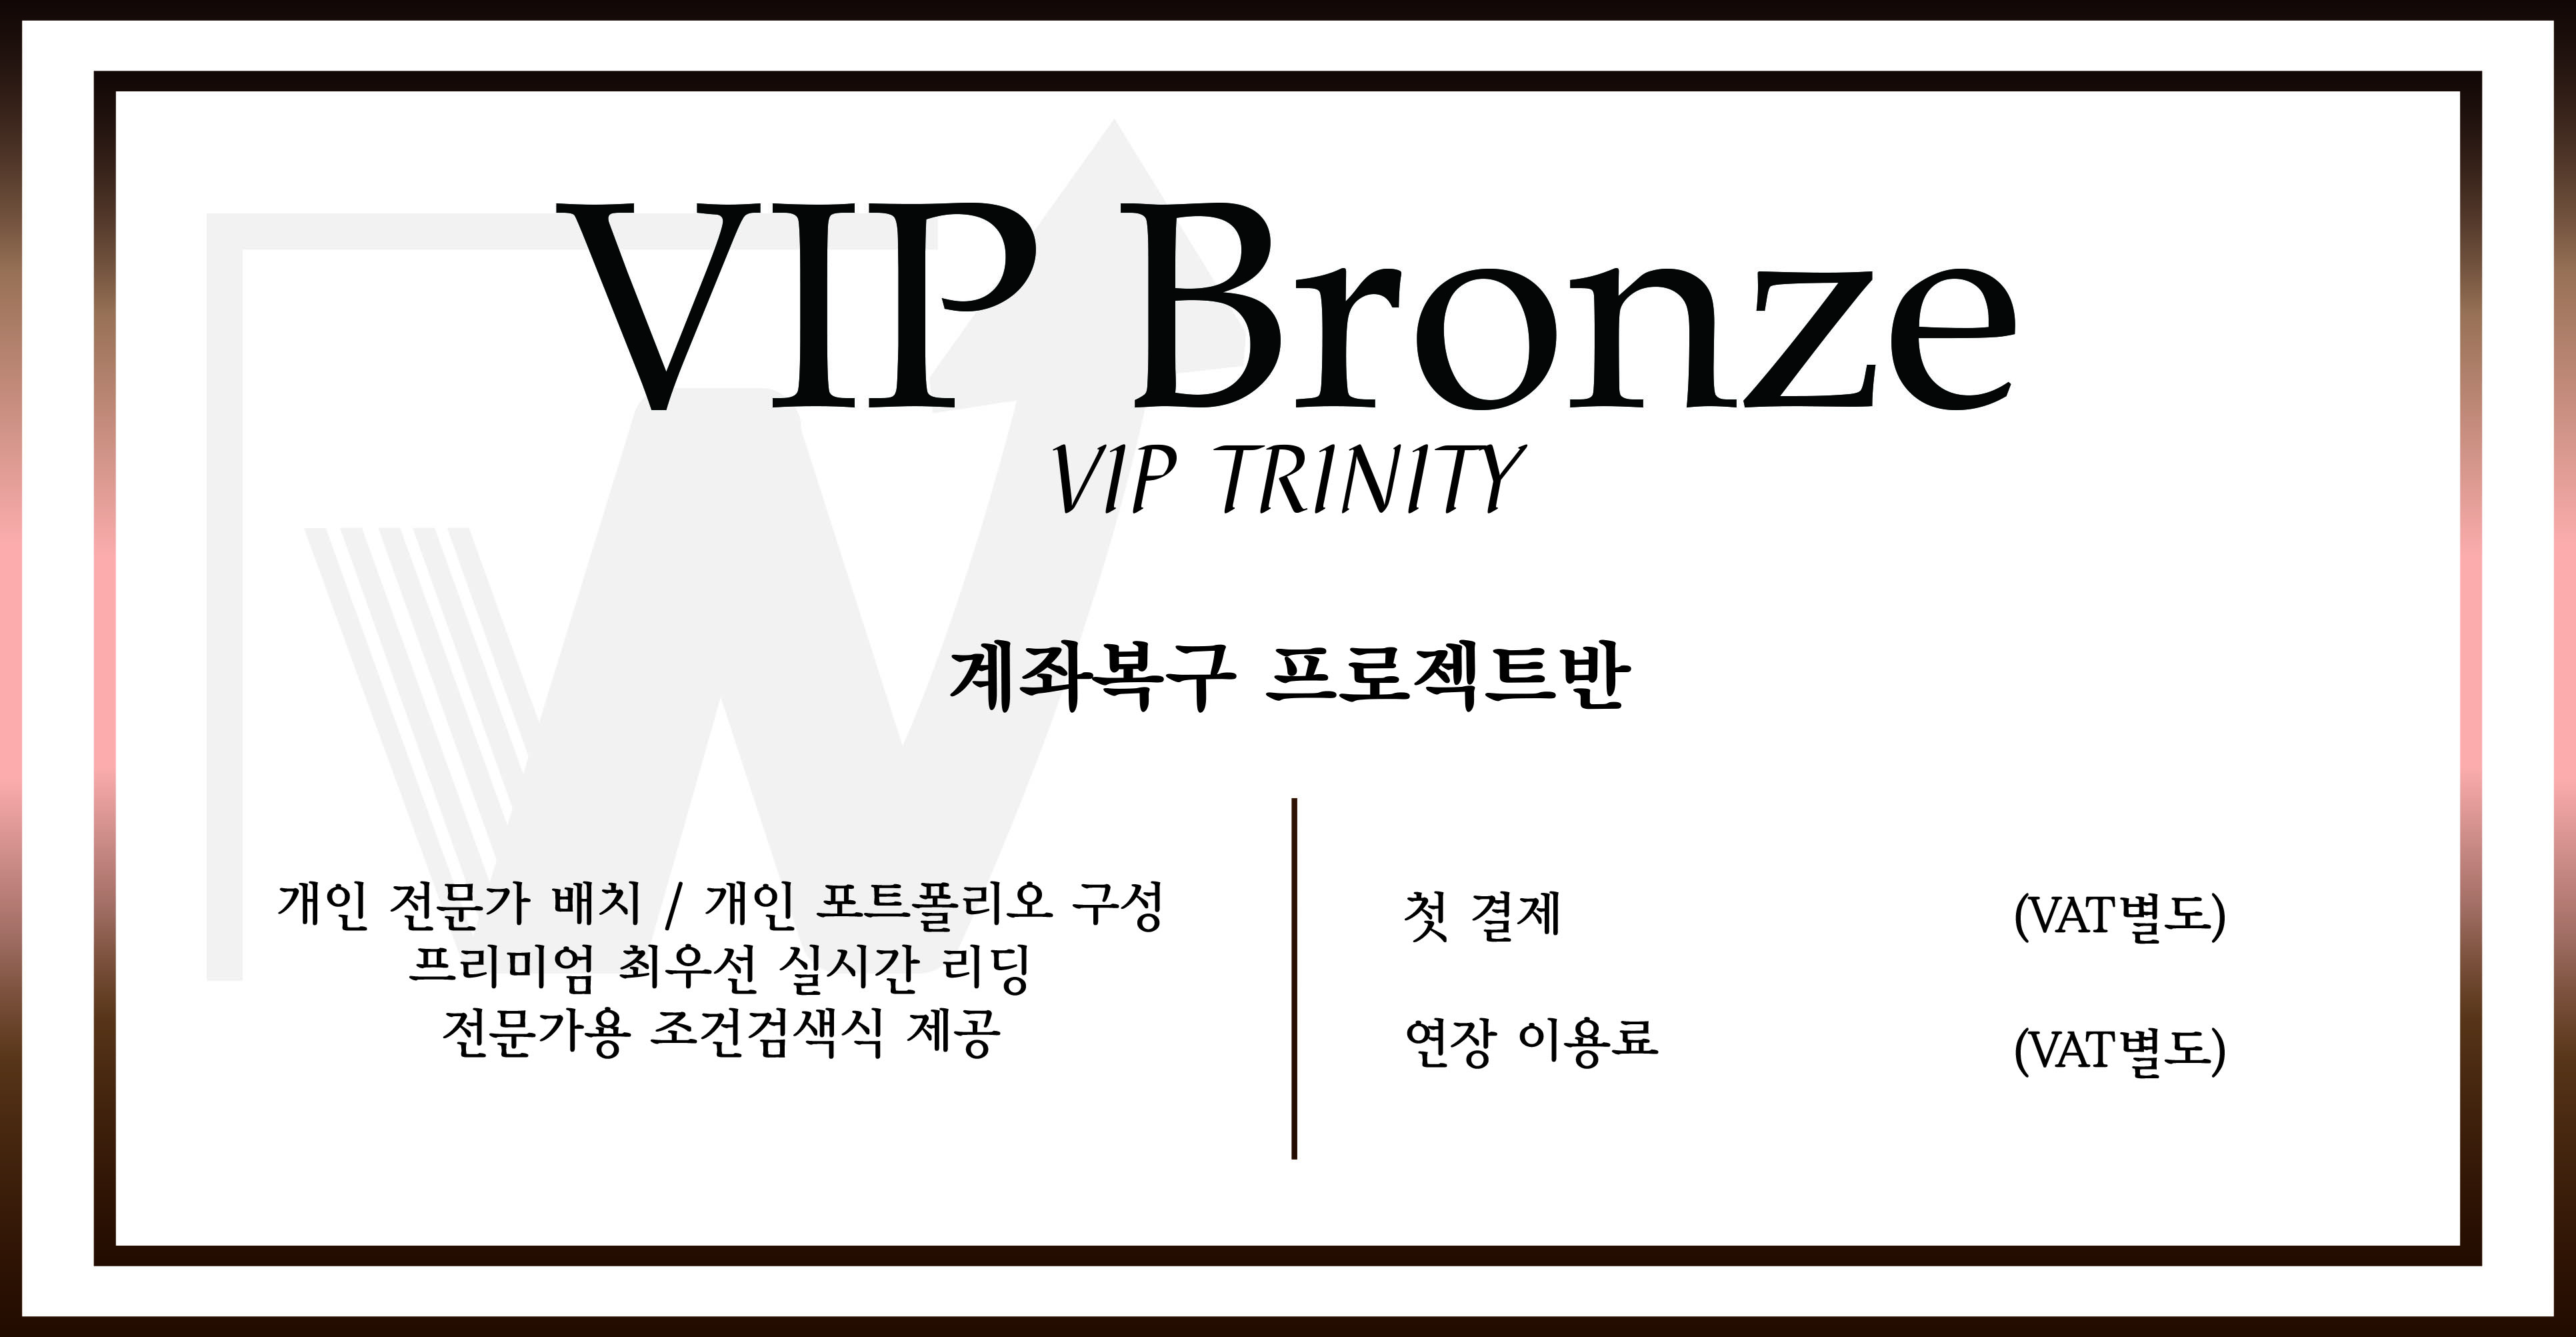 VIP Bronze
VIP TRINITY
계좌복구 프로젝트반
개인 전문가 배치 / 개인 포트폴리오 구성
프리미엄 최우선 실시간 리딩
전문가용 조건검색식 제공
첫 결제 (VAT별도)
연장 이용료 (VAT별도)